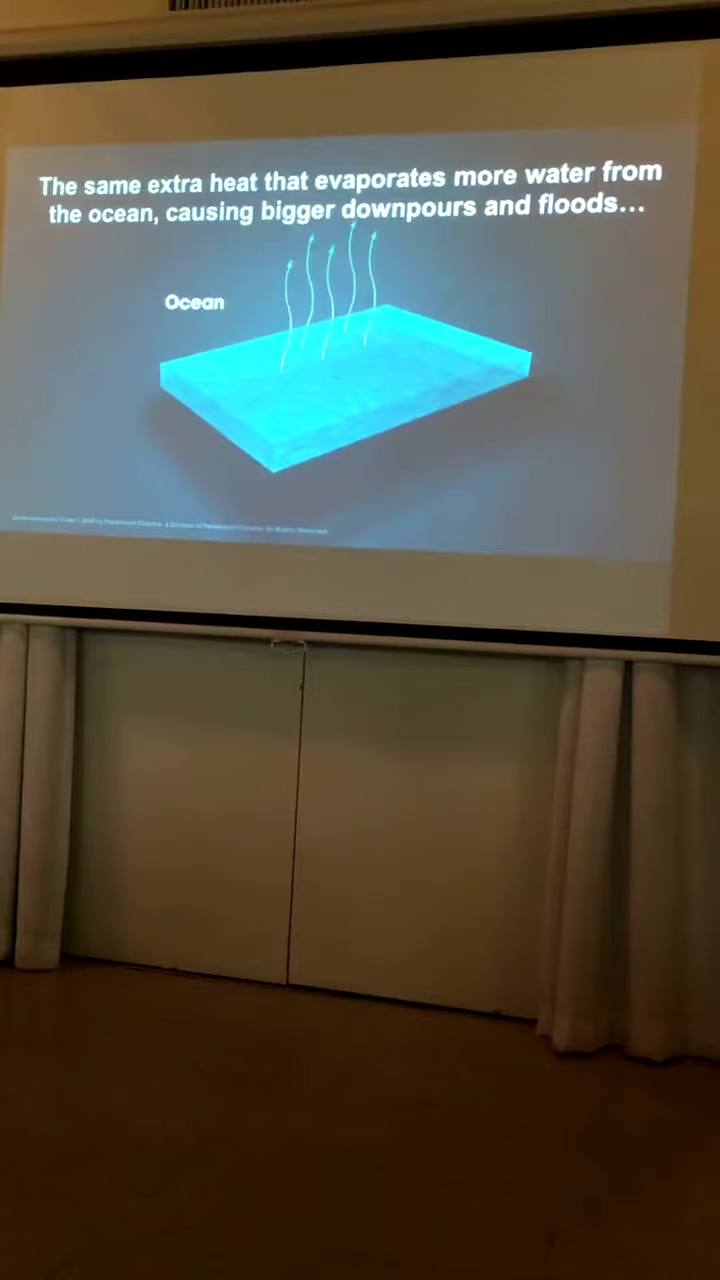 The same extra heat that evaporates more water from
the ocean, causing bigger downpours and floods...
Ocean